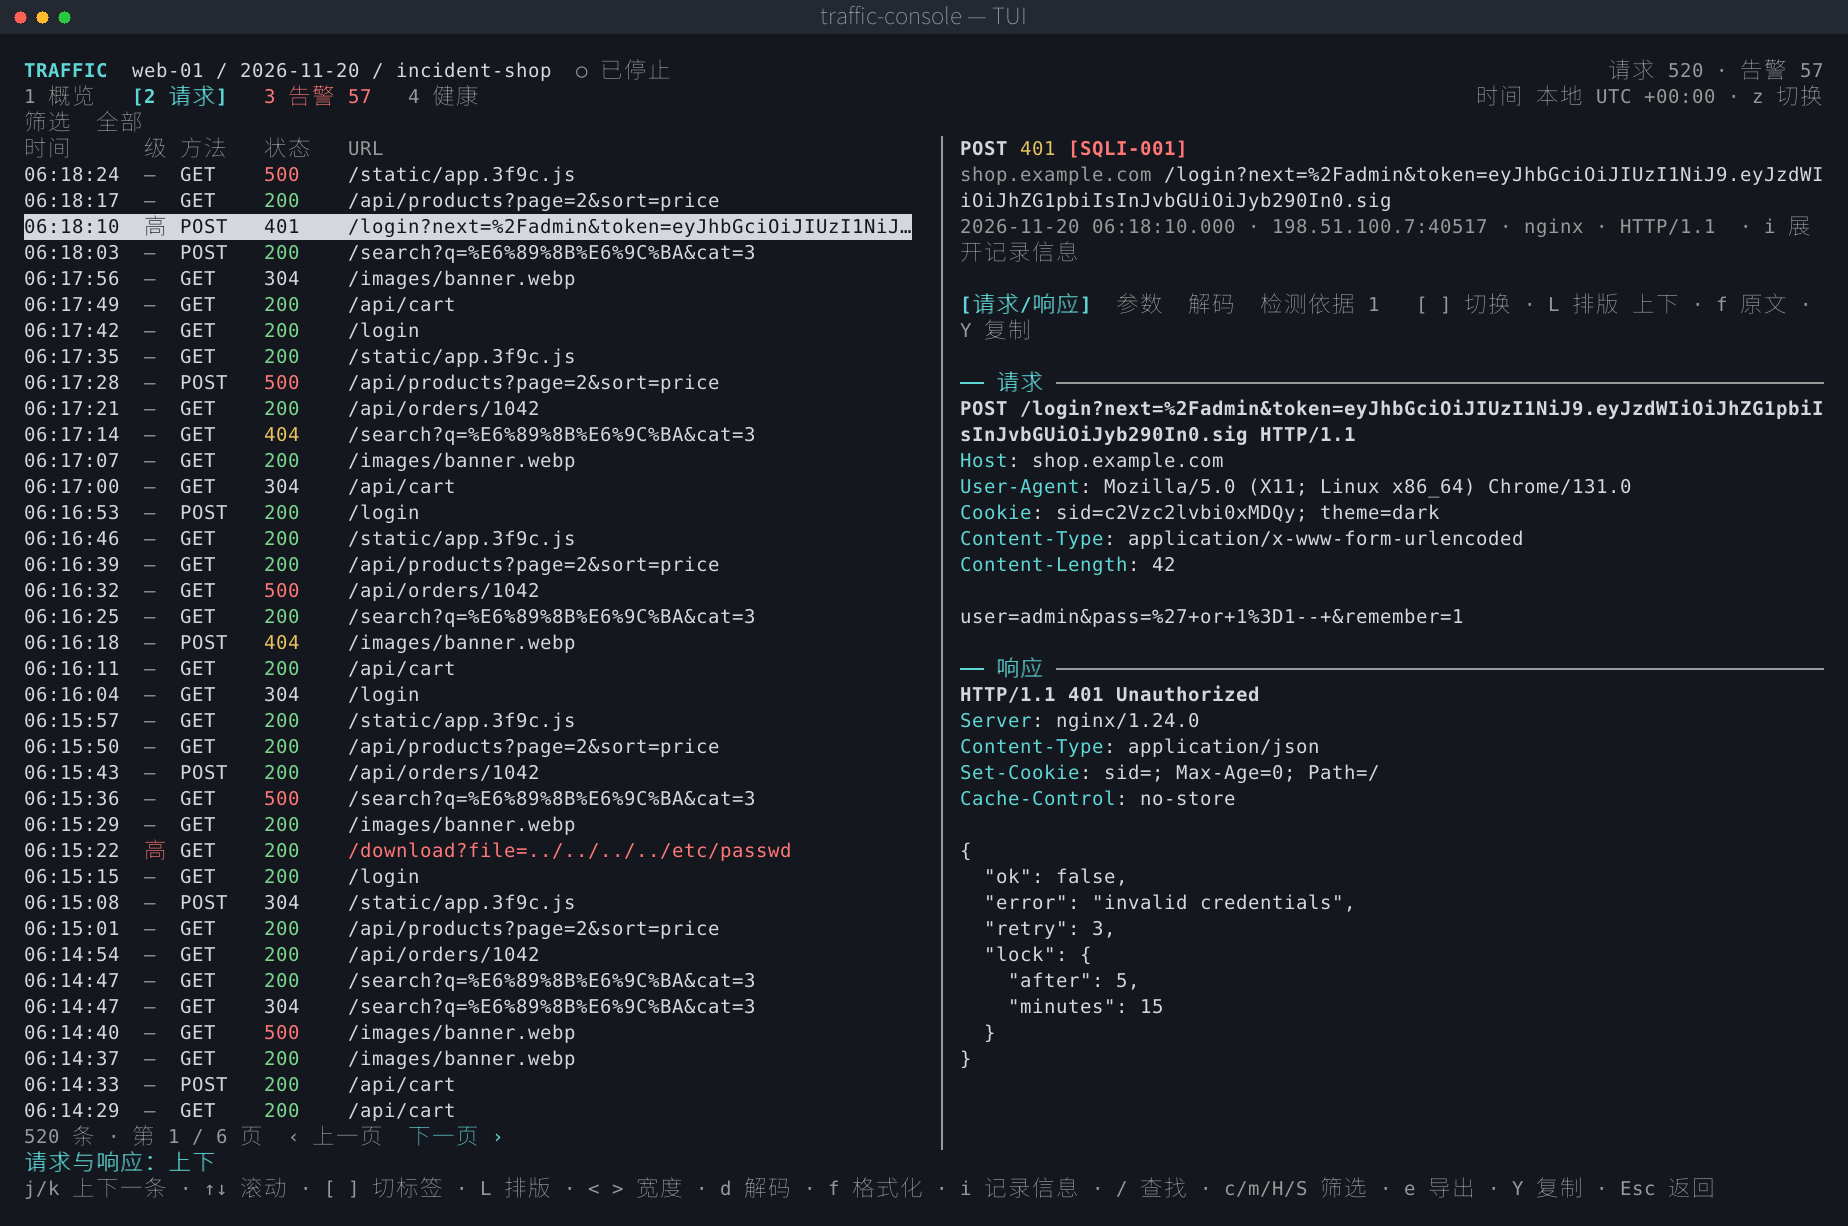 traffic-console — TUI
TRAFFIC  web-01 / 2026-11-20 / incident-shop  ○ 已停止  请求 520 · 告警 57
1 概览  [2 请求]  3 告警 57  4 健康  时间 本地 UTC +00:00 · z 切换
筛选  全部
时间  级 方法  状态  URL
06:18:24  –  GET  500  /static/app.3f9c.js
06:18:17  –  GET  200  /api/products?page=2&sort=price
06:18:10  高 POST  401  /login?next=%2Fadmin&token=eyJhbGciOiJIUzI1NiJ…
06:18:03  –  POST  200  /search?q=%E6%89%8B%E6%9C%BA&cat=3
06:17:56  –  GET  304  /images/banner.webp
06:17:49  –  GET  200  /api/cart
06:17:42  –  GET  200  /login
06:17:35  –  GET  200  /static/app.3f9c.js
06:17:28  –  POST  500  /api/products?page=2&sort=price
06:17:21  –  GET  200  /api/orders/1042
06:17:14  –  GET  404  /search?q=%E6%89%8B%E6%9C%BA&cat=3
06:17:07  –  GET  200  /images/banner.webp
06:17:00  –  GET  304  /api/cart
06:16:53  –  POST  200  /login
06:16:46  –  GET  200  /static/app.3f9c.js
06:16:39  –  GET  200  /api/products?page=2&sort=price
06:16:32  –  GET  500  /api/orders/1042
06:16:25  –  GET  200  /search?q=%E6%89%8B%E6%9C%BA&cat=3
06:16:18  –  POST  404  /images/banner.webp
06:16:11  –  GET  200  /api/cart
06:16:04  –  GET  304  /login
06:15:57  –  GET  200  /static/app.3f9c.js
06:15:50  –  GET  200  /api/products?page=2&sort=price
06:15:43  –  POST  200  /api/orders/1042
06:15:36  –  GET  500  /search?q=%E6%89%8B%E6%9C%BA&cat=3
06:15:29  –  GET  200  /images/banner.webp
06:15:22  高 GET  200  /download?file=../../../../etc/passwd
06:15:15  –  GET  200  /login
06:15:08  –  POST  304  /static/app.3f9c.js
06:15:01  –  GET  200  /api/products?page=2&sort=price
06:14:54  –  GET  200  /api/orders/1042
06:14:47  –  GET  200  /search?q=%E6%89%8B%E6%9C%BA&cat=3
06:14:47  –  GET  304  /search?q=%E6%89%8B%E6%9C%BA&cat=3
06:14:40  –  GET  500  /images/banner.webp
06:14:37  –  GET  200  /images/banner.webp
06:14:33  –  POST  200  /api/cart
06:14:29  –  GET  200  /api/cart
520 条 · 第 1 / 6 页  ‹ 上一页  下一页 ›
POST 401 [SQLI-001]
shop.example.com /login?next=%2Fadmin&token=eyJhbGciOiJIUzI1NiJ9.eyJzdWI
iOiJhZG1pbiIsInJvbGUiOiJyb290In0.sig
2026-11-20 06:18:10.000 · 198.51.100.7:40517 · nginx · HTTP/1.1  · i 展
开记录信息
[请求/响应]  参数  解码  检测依据 1  [ ] 切换 · L 排版 上下 · f 原文 ·
Y 复制
── 请求
POST /login?next=%2Fadmin&token=eyJhbGciOiJIUzI1NiJ9.eyJzdWIiOiJhZG1pbiI
sInJvbGUiOiJyb290In0.sig HTTP/1.1
Host: shop.example.com
User-Agent: Mozilla/5.0 (X11; Linux x86_64) Chrome/131.0
Cookie: sid=c2Vzc2lvbi0xMDQy; theme=dark
Content-Type: application/x-www-form-urlencoded
Content-Length: 42
user=admin&pass=%27+or+1%3D1--+&remember=1
── 响应
HTTP/1.1 401 Unauthorized
Server: nginx/1.24.0
Content-Type: application/json
Set-Cookie: sid=; Max-Age=0; Path=/
Cache-Control: no-store
{
  "ok": false,
  "error": "invalid credentials",
  "retry": 3,
  "lock": {
    "after": 5,
    "minutes": 15
  }
}
请求与响应: 上下
j/k 上下一条 · ↑↓ 滚动 · [ ] 切标签 · L 排版 · < > 宽度 · d 解码 · f 格式化 · i 记录信息 · / 查找 · c/m/H/S 筛选 · e 导出 · Y 复制 · Esc 返回